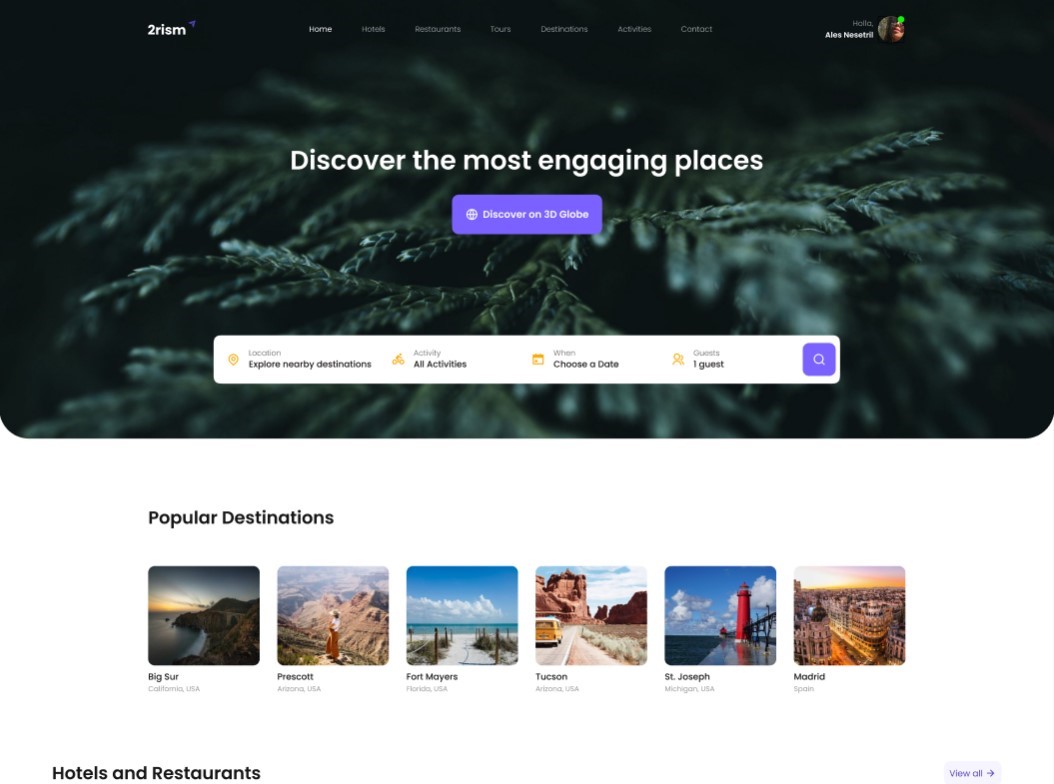 2rism
Home Hotels Restaurants Tours Destinations Activities Contact
Holla,
Ales Nesetril
Discover the most engaging places
Discover on 3D Globe
Location
Explore nearby destinations
Activity
All Activities
When
Choose a Date
Guests
1 guest
Popular Destinations
Big Sur
California, USA
Prescott
Arizona, USA
Fort Mayers
Florida, USA
Tucson
Arizona, USA
St. Joseph
Michigan, USA
Madrid
Spain
Hotels and Restaurants
View all